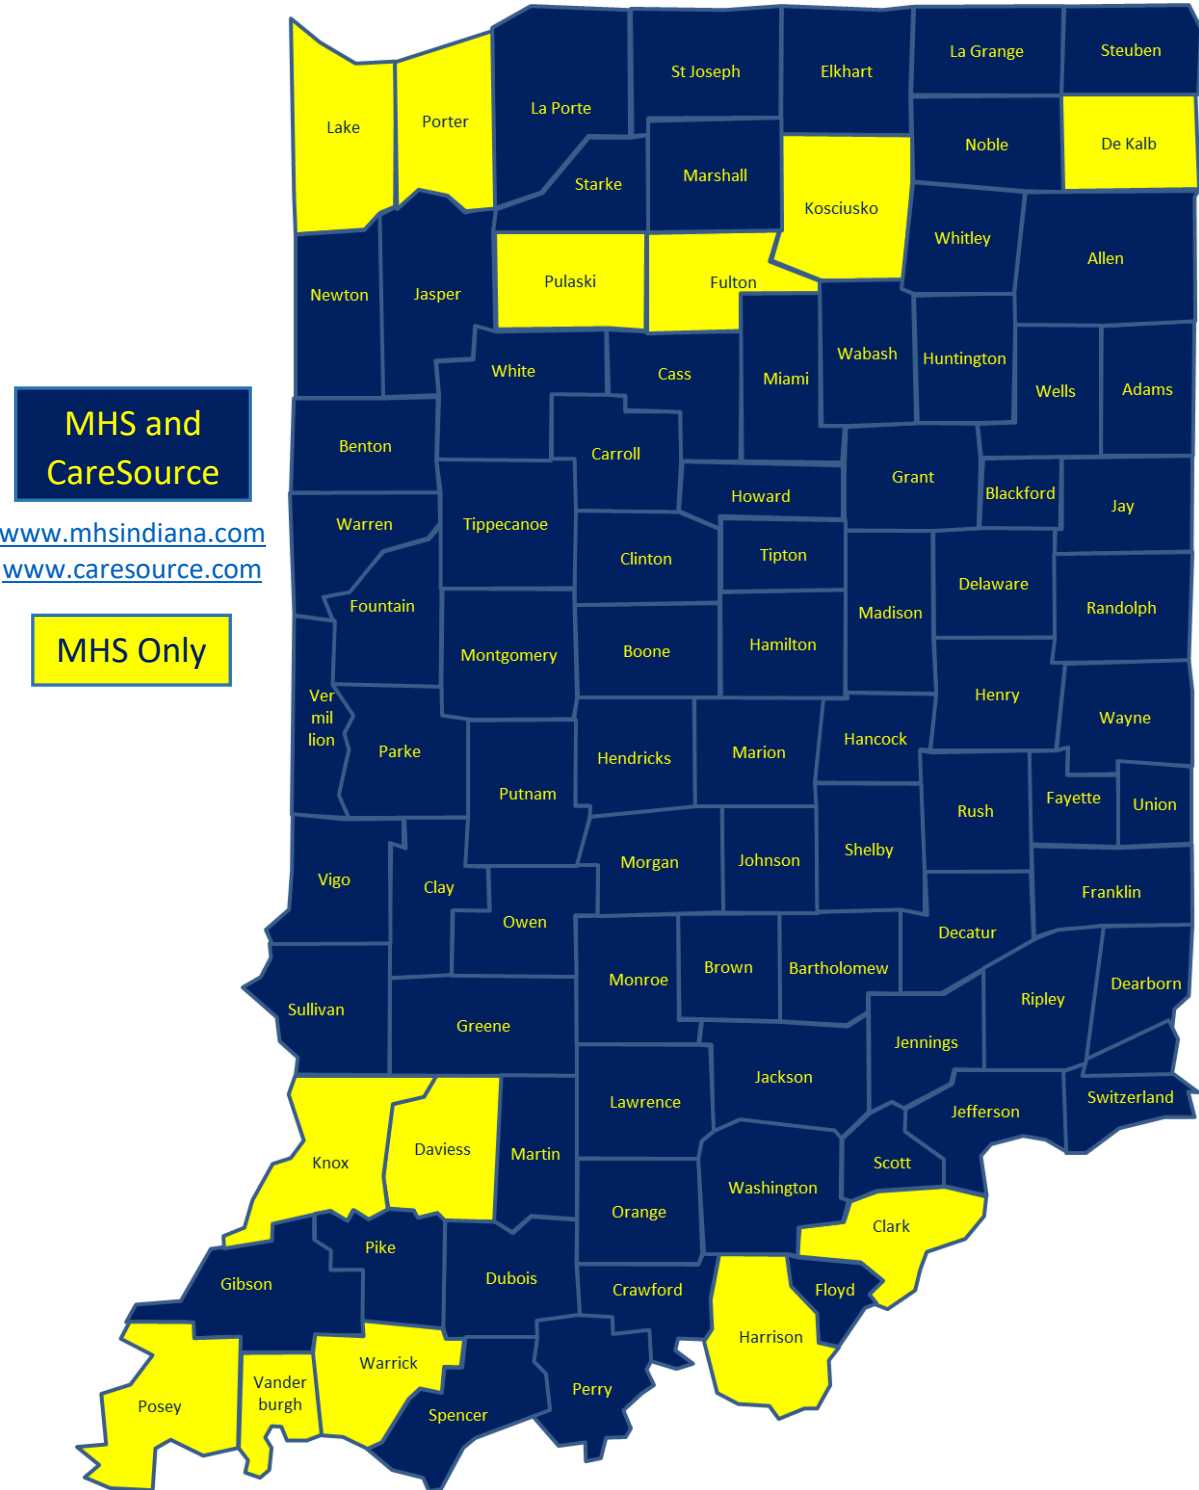 St Joseph
Elkhart
La Grange
Steuben
La Porte
Lake
Porter
Noble
De Kalb
Starke
Marshall
Kosciusko
Whitley
Allen
Pulaski
Fulton
Newton
Jasper
White
Cass
Miami
Wabash
Huntington
Wells
Adams
MHS and
CareSource
Benton
Carroll
Grant
Blackford
Jay
Howard
www.mhsindiana.com
www.caresource.com
Warren
Tippecanoe
Clinton
Tipton
Delaware
Fountain
Madison
Randolph
MHS Only
Montgomery
Boone
Hamilton
Henry
Ver
mil
lion
Wayne
Parke
Hendricks
Marion
Hancock
Putnam
Rush
Fayette
Union
Vigo
Clay
Morgan
Johnson
Shelby
Franklin
Owen
Decatur
Monroe
Brown
Bartholomew
Dearborn
Sullivan
Greene
Ripley
Jennings
Jackson
Lawrence
Jefferson
Switzerland
Knox
Daviess
Martin
Scott
Washington
Orange
Clark
Pike
Gibson
Dubois
Crawford
Floyd
Harrison
Warrick
Posey
Vander
burgh
Perry
Spencer